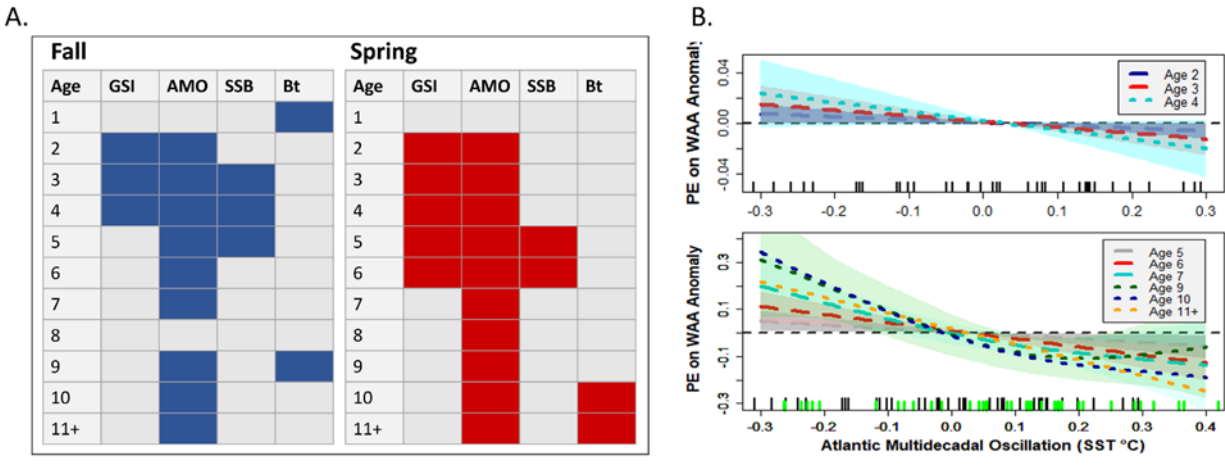 A.
Fall
Age GSI AMO SSB Bt
1
2
3
4
5
6
7
8
9
10
11+
Spring
Age GSI AMO SSB Bt
1
2
3
4
5
6
7
8
9
10
11+
B.
PE on WAA Anomaly
0.04
0.00
-0.04
Age 2
Age 3
Age 4
-0.3 -0.2 -0.1 0.0 0.1 0.2 0.3
PE on WAA Anomaly
0.3
0.1
-0.1
-0.3
Age 5
Age 6
Age 7
Age 9
Age 10
Age 11+
-0.3 -0.2 -0.1 0.0 0.1 0.2 0.3 0.4
Atlantic Multidecadal Oscillation (SST °C)